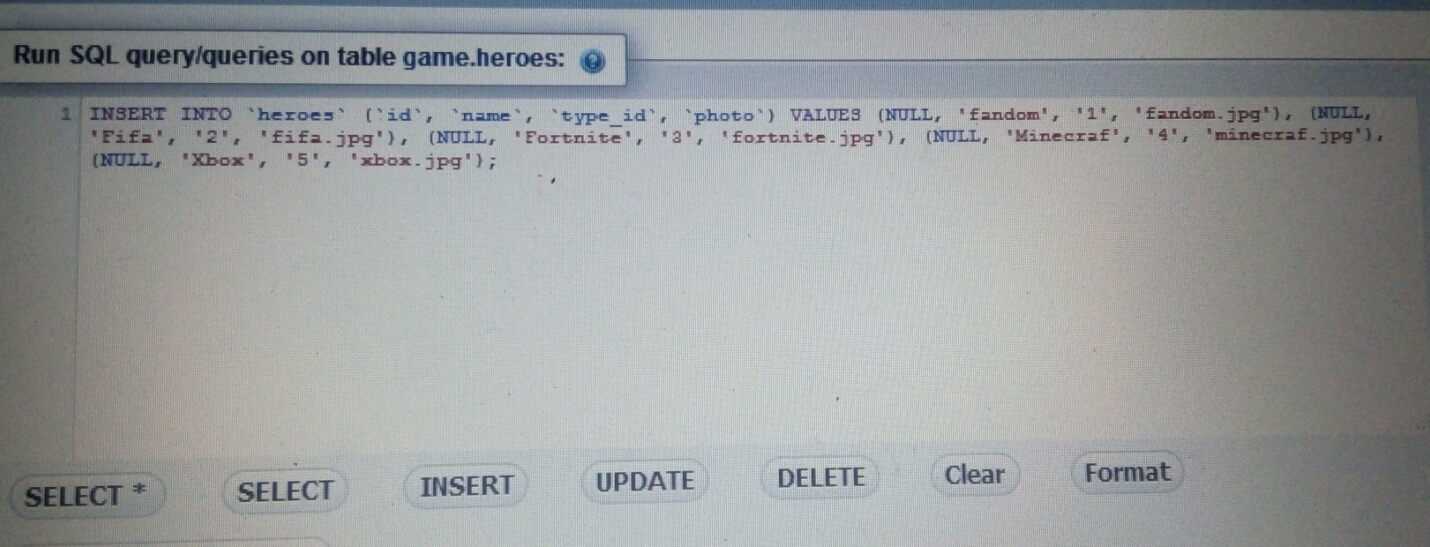 Run SQL query/queries on table game.heroes:
1 INSERT INTO `heroes` (`id`, `name`, `type_id`, `photo`) VALUES (NULL, 'fandom', '1', 'fandom.jpg'), (NULL,
'Fifa', '2', 'fifa.jpg'), (NULL, 'Fortnite', '3', 'fortnite.jpg'), (NULL, 'Minecraf', '4', 'minecraf.jpg'),
(NULL, 'Xbox', '5', 'xbox.jpg');
SELECT * SELECT INSERT UPDATE DELETE Clear Format